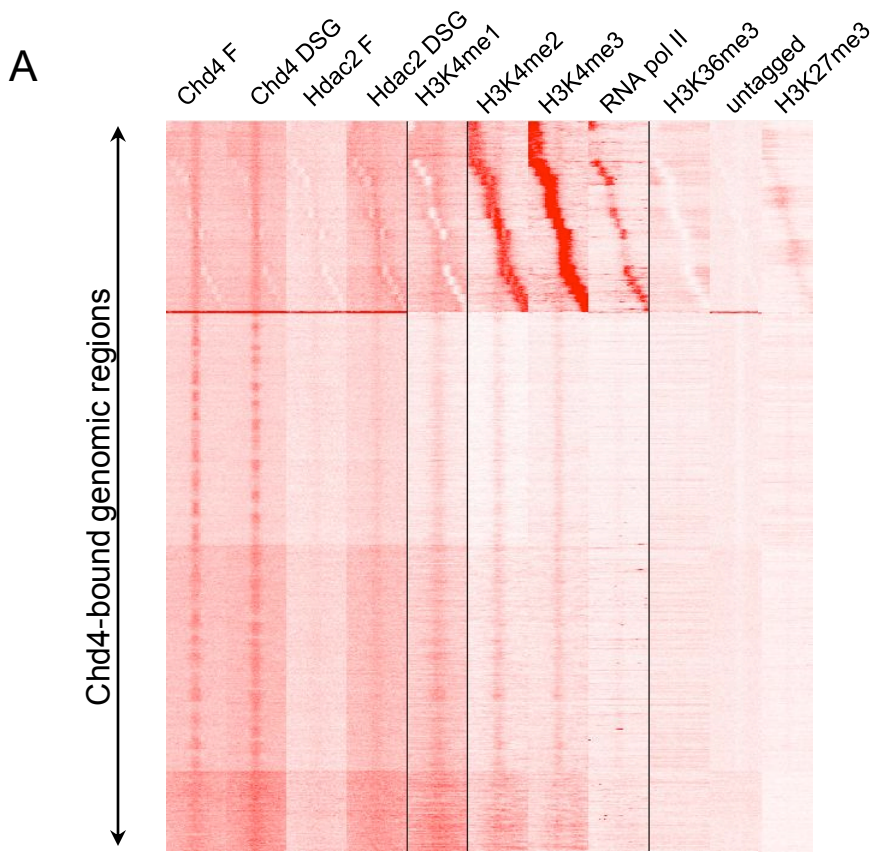 A
Chd4 F
Chd4 DSG
Hdac2 F
Hdac2 DSG
H3K4me1
H3K4me2
H3K4me3
RNA pol II
H3K36me3
untagged
H3K27me3
Chd4-bound genomic regions